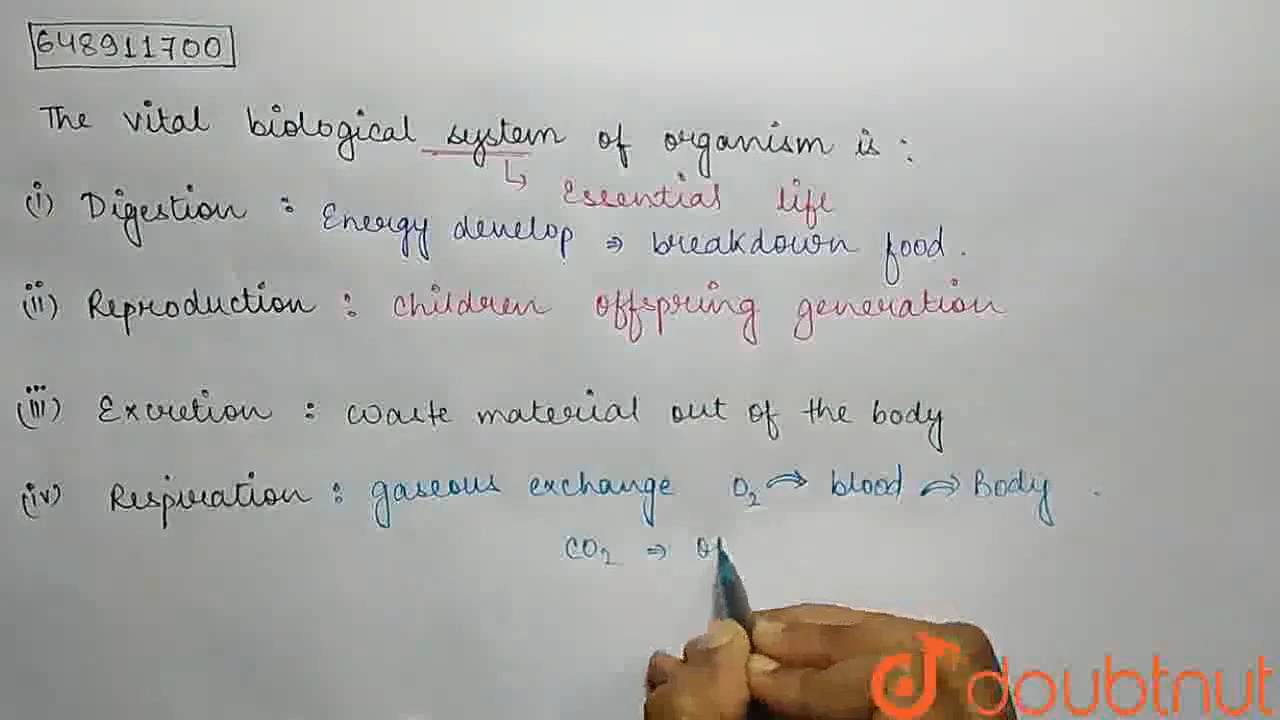 648911700
The vital biological system of organism is :
↳ Essential life
(i) Digestion : Energy develop ⇒ breakdown food.
(ii) Reproduction : children offspring generation
(iii) Excretion : waste material out of the body
(iv) Respiration : gaseous exchange O₂ ⇒ blood ⇒ Body.
CO₂ ⇒
doubtnut